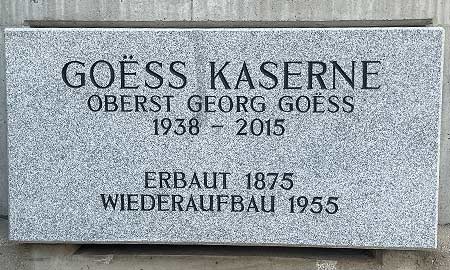 GOËSS KASERNE
OBERST GEORG GOËSS
1938 - 2015
ERBAUT 1875
WIEDERAUFBAU 1955